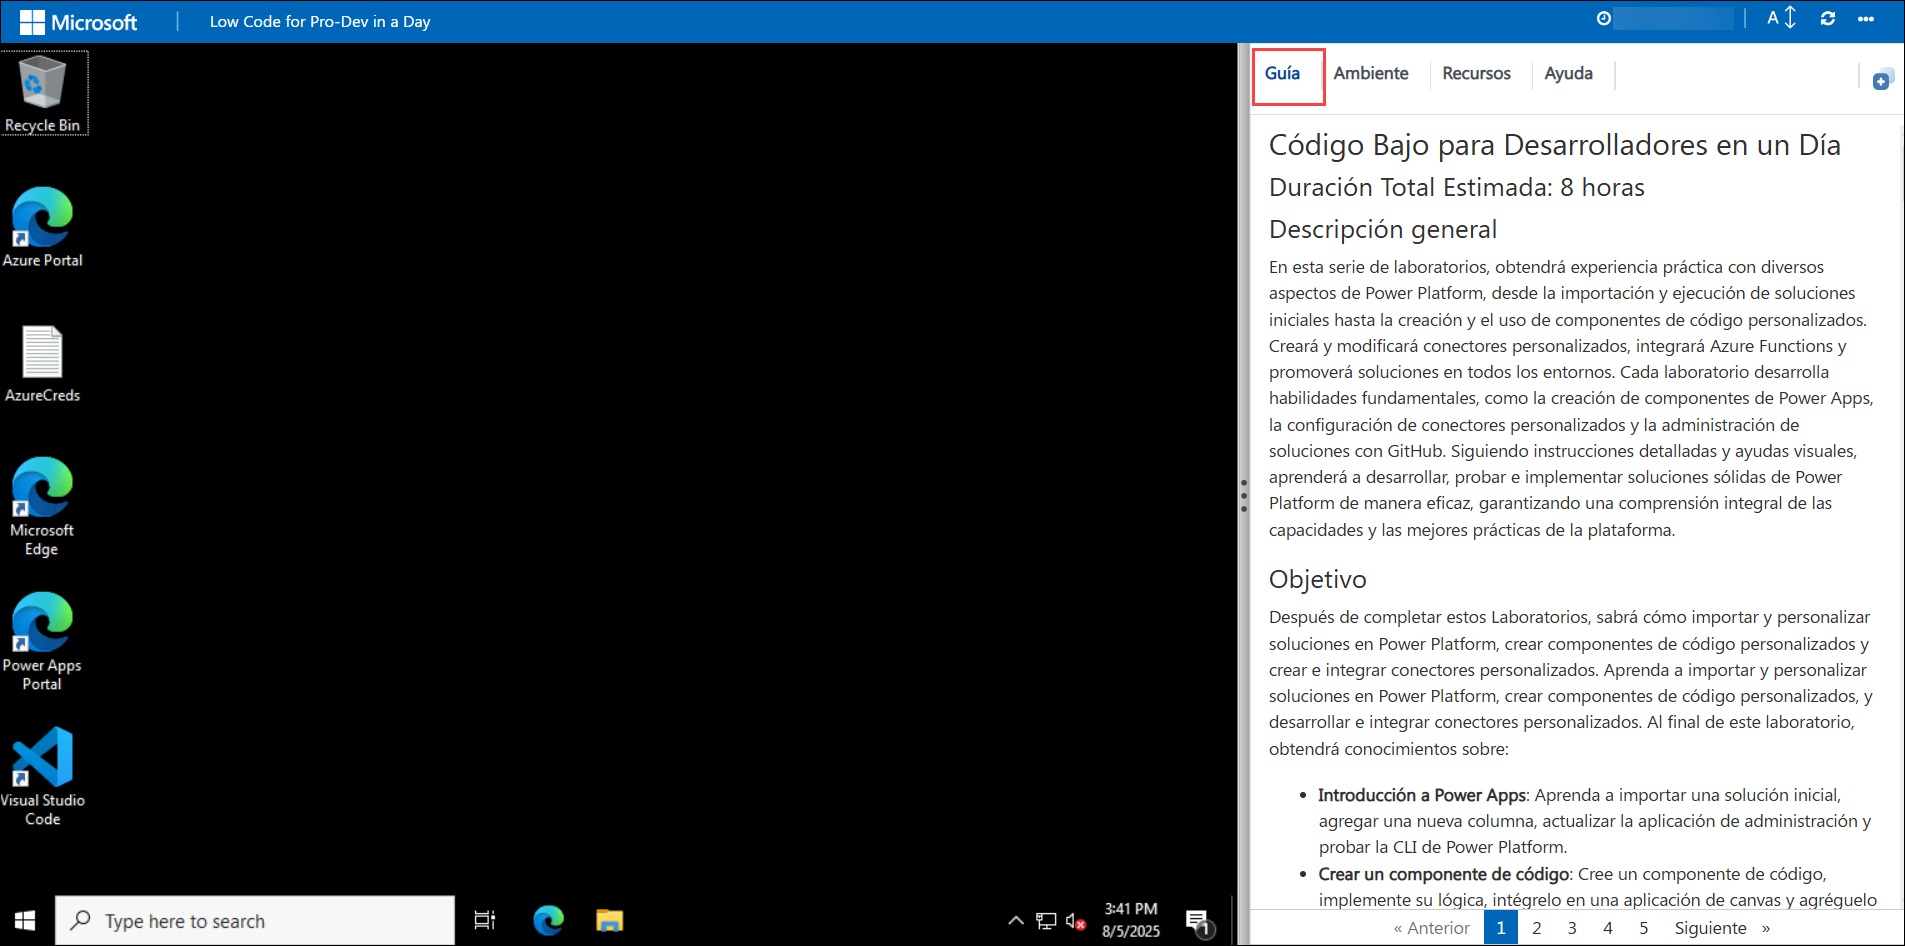 Microsoft
Low Code for Pro-Dev in a Day
A
Recycle Bin
Azure Portal
AzureCreds
Microsoft
Edge
Power Apps
Portal
Visual Studio
Code
Type here to search
3:41 PM
8/5/2025
1
Guía
Ambiente
Recursos
Ayuda
Código Bajo para Desarrolladores en un Día
Duración Total Estimada: 8 horas
Descripción general
En esta serie de laboratorios, obtendrá experiencia práctica con diversos
aspectos de Power Platform, desde la importación y ejecución de soluciones
iniciales hasta la creación y el uso de componentes de código personalizados.
Creará y modificará conectores personalizados, integrará Azure Functions y
promoverá soluciones en todos los entornos. Cada laboratorio desarrolla
habilidades fundamentales, como la creación de componentes de Power Apps,
la configuración de conectores personalizados y la administración de
soluciones con GitHub. Siguiendo instrucciones detalladas y ayudas visuales,
aprenderá a desarrollar, probar e implementar soluciones sólidas de Power
Platform de manera eficaz, garantizando una comprensión integral de las
capacidades y las mejores prácticas de la plataforma.
Objetivo
Después de completar estos Laboratorios, sabrá cómo importar y personalizar
soluciones en Power Platform, crear componentes de código personalizados y
crear e integrar conectores personalizados. Aprenda a importar y personalizar
soluciones en Power Platform, crear componentes de código personalizados, y
desarrollar e integrar conectores personalizados. Al final de este laboratorio,
obtendrá conocimientos sobre:
• Introducción a Power Apps: Aprenda a importar una solución inicial,
agregar una nueva columna, actualizar la aplicación de administración y
probar la CLI de Power Platform.
• Crear un componente de código: Cree un componente de código,
implemente su lógica, intégrelo en una aplicación de canvas y agréguelo
« Anterior 1 2 3 4 5 Siguiente »